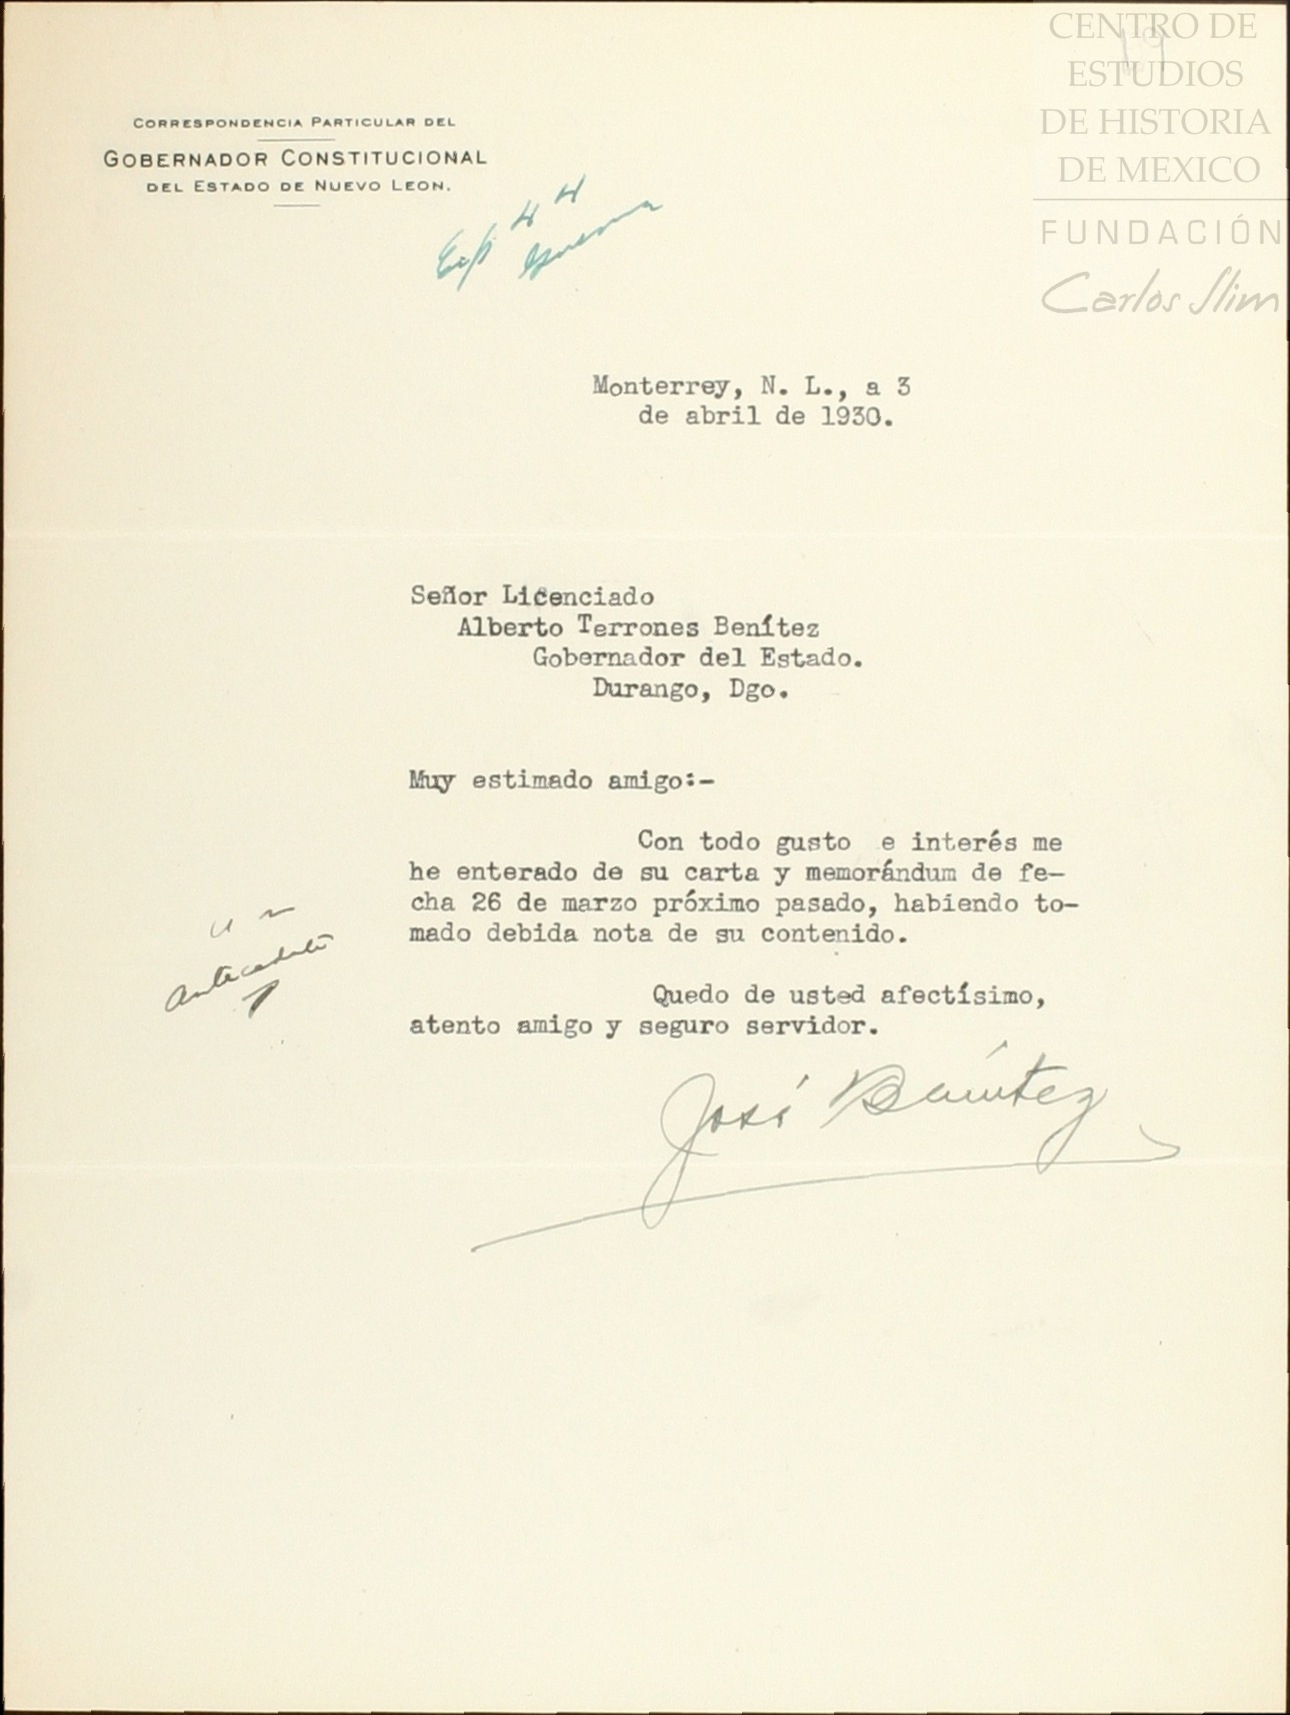 CENTRO DE
ESTUDIOS
DE HISTORIA
DE MEXICO
FUNDACIÓN
Carlos Slim
CORRESPONDENCIA PARTICULAR DEL
GOBERNADOR CONSTITUCIONAL
DEL ESTADO DE NUEVO LEON.
44
Monterrey, N. L., a 3
de abril de 1930.
Señor Licenciado
Alberto Terrones Benítez
Gobernador del Estado.
Durango, Dgo.
Muy estimado amigo:-
Con todo gusto e interés me
he enterado de su carta y memorándum de fe-
cha 26 de marzo próximo pasado, habiendo to-
mado debida nota de su contenido.
Quedo de usted afectísimo,
atento amigo y seguro servidor.
José Benítez